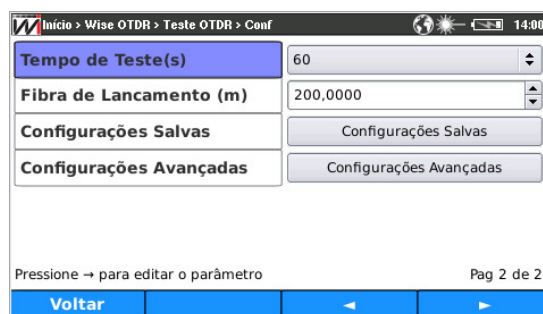 Início > Wise OTDR > Teste OTDR > Conf 14:00
Tempo de Teste(s) 60
Fibra de Lancamento (m) 200,0000
Configurações Salvas Configurações Salvas
Configurações Avançadas Configurações Avançadas
Pressione → para editar o parâmetro Pag 2 de 2
Voltar ◄ ►